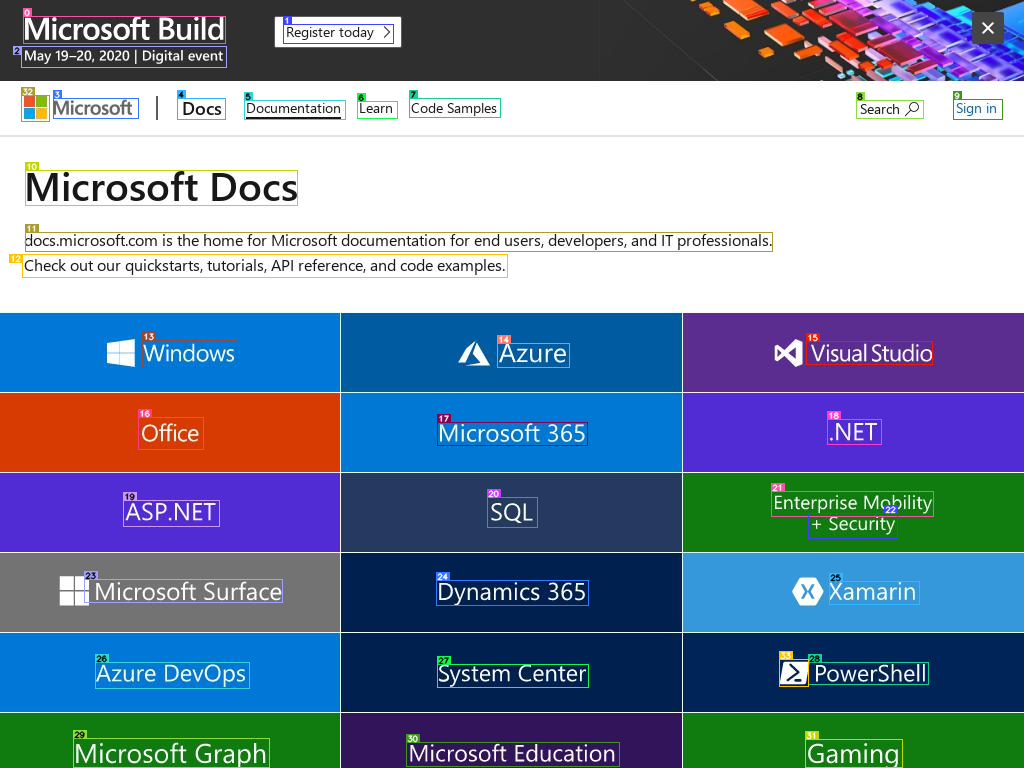 Microsoft Build
May 19–20, 2020 | Digital event
Register today
Microsoft
Docs
Documentation
Learn
Code Samples
Search
Sign in
Microsoft Docs
docs.microsoft.com is the home for Microsoft documentation for end users, developers, and IT professionals.
Check out our quickstarts, tutorials, API reference, and code examples.
Windows
Azure
Visual Studio
Office
Microsoft 365
.NET
ASP.NET
SQL
Enterprise Mobility
+ Security
Microsoft Surface
Dynamics 365
Xamarin
Azure DevOps
System Center
PowerShell
Microsoft Graph
Microsoft Education
Gaming
0
1
2
3
4
5
6
7
8
9
10
11
12
13
14
15
16
17
18
19
20
21
22
23
24
25
26
27
28
29
30
31
32
33